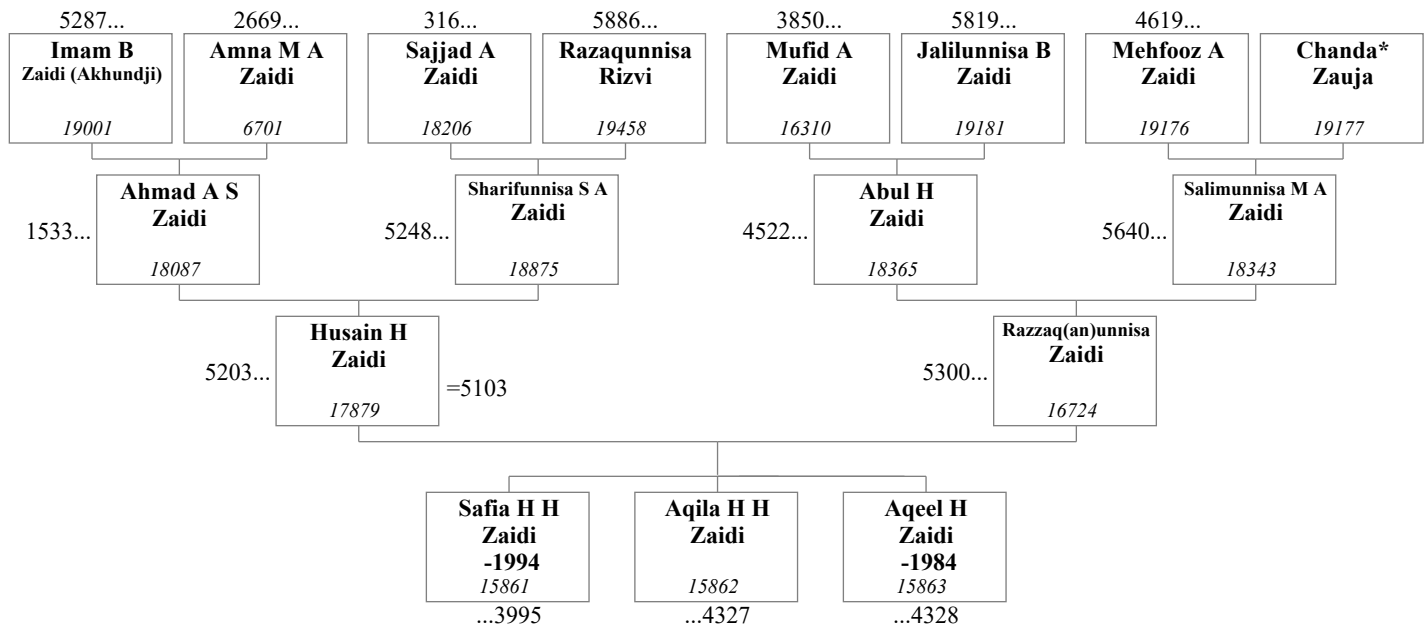 5287...
2669...
316...
5886...
3850...
5819...
4619...
Imam B
Zaidi (Akhundji)
19001
Amna M A
Zaidi
6701
Sajjad A
Zaidi
18206
Razaqunnisa
Rizvi
19458
Mufid A
Zaidi
16310
Jalilunnisa B
Zaidi
19181
Mehfooz A
Zaidi
19176
Chanda*
Zauja
19177
1533...
Ahmad A S
Zaidi
18087
5248...
Sharifunnisa S A
Zaidi
18875
4522...
Abul H
Zaidi
18365
5640...
Salimunnisa M A
Zaidi
18343
5203...
Husain H
Zaidi
17879
=5103
5300...
Razzaq(an)unnisa
Zaidi
16724
Safia H H
Zaidi
-1994
15861
...3995
Aqila H H
Zaidi
15862
...4327
Aqeel H
Zaidi
-1984
15863
...4328